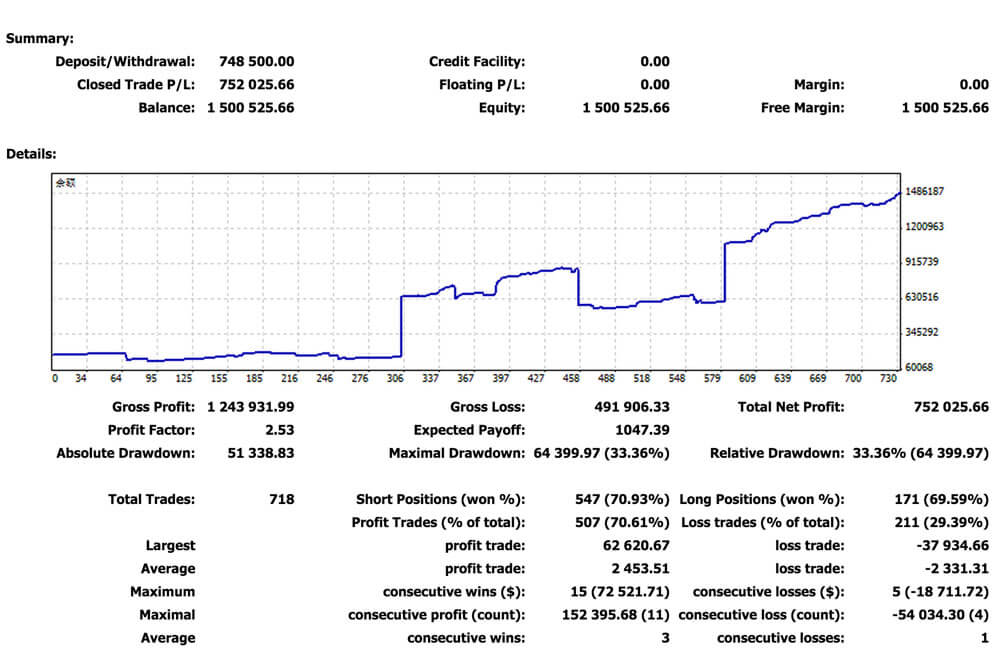 Summary:
Deposit/Withdrawal: 748 500.00 Credit Facility: 0.00
Closed Trade P/L: 752 025.66 Floating P/L: 0.00 Margin: 0.00
Balance: 1 500 525.66 Equity: 1 500 525.66 Free Margin: 1 500 525.66
Details:
余额
1486187
1200963
915739
630516
345292
60068
0 34 64 95 125 155 185 216 246 276 306 337 367 397 427 458 488 518 548 579 609 639 669 700 730
Gross Profit: 1 243 931.99 Gross Loss: 491 906.33 Total Net Profit: 752 025.66
Profit Factor: 2.53 Expected Payoff: 1047.39
Absolute Drawdown: 51 338.83 Maximal Drawdown: 64 399.97 (33.36%) Relative Drawdown: 33.36% (64 399.97)
Total Trades: 718 Short Positions (won %): 547 (70.93%) Long Positions (won %): 171 (69.59%)
Profit Trades (% of total): 507 (70.61%) Loss trades (% of total): 211 (29.39%)
Largest profit trade: 62 620.67 loss trade: -37 934.66
Average profit trade: 2 453.51 loss trade: -2 331.31
Maximum consecutive wins ($): 15 (72 521.71) consecutive losses ($): 5 (-18 711.72)
Maximal consecutive profit (count): 152 395.68 (11) consecutive loss (count): -54 034.30 (4)
Average consecutive wins: 3 consecutive losses: 1